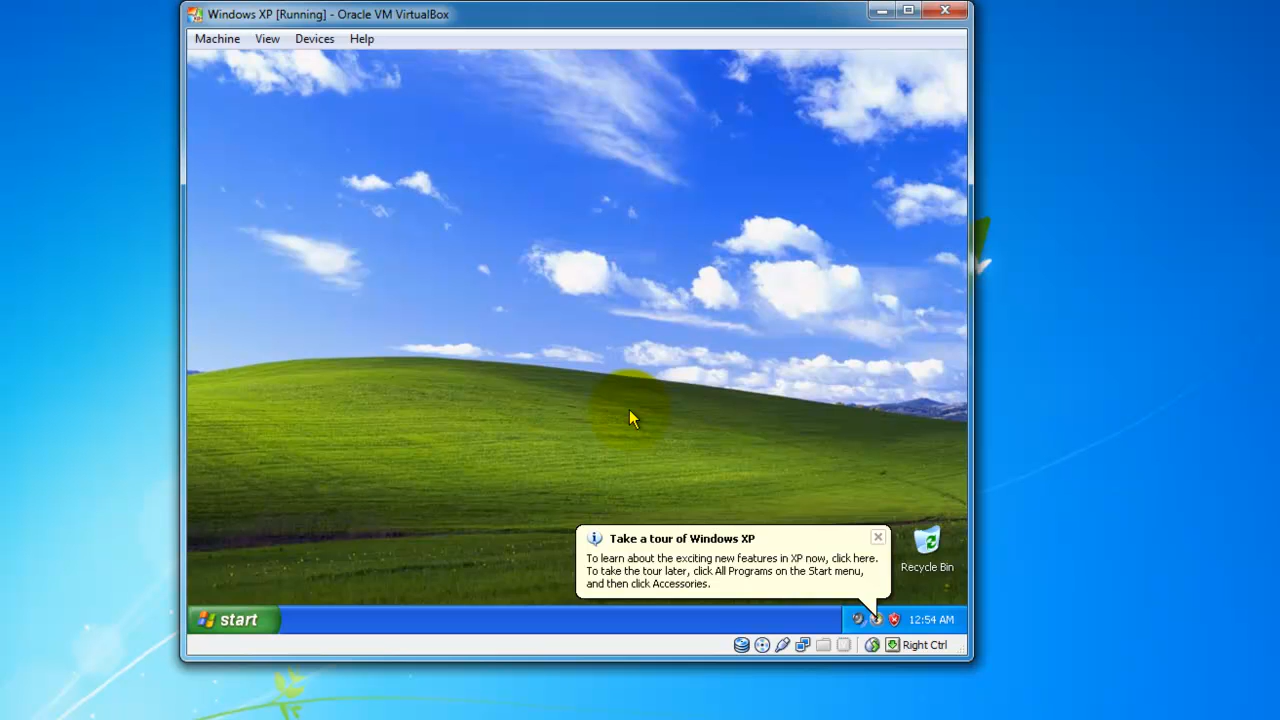 Windows XP [Running] - Oracle VM VirtualBox
Machine View Devices Help
Take a tour of Windows XP
To learn about the exciting new features in XP now, click here.
To take the tour later, click All Programs on the Start menu,
and then click Accessories.
Recycle Bin
start
12:54 AM
Right Ctrl